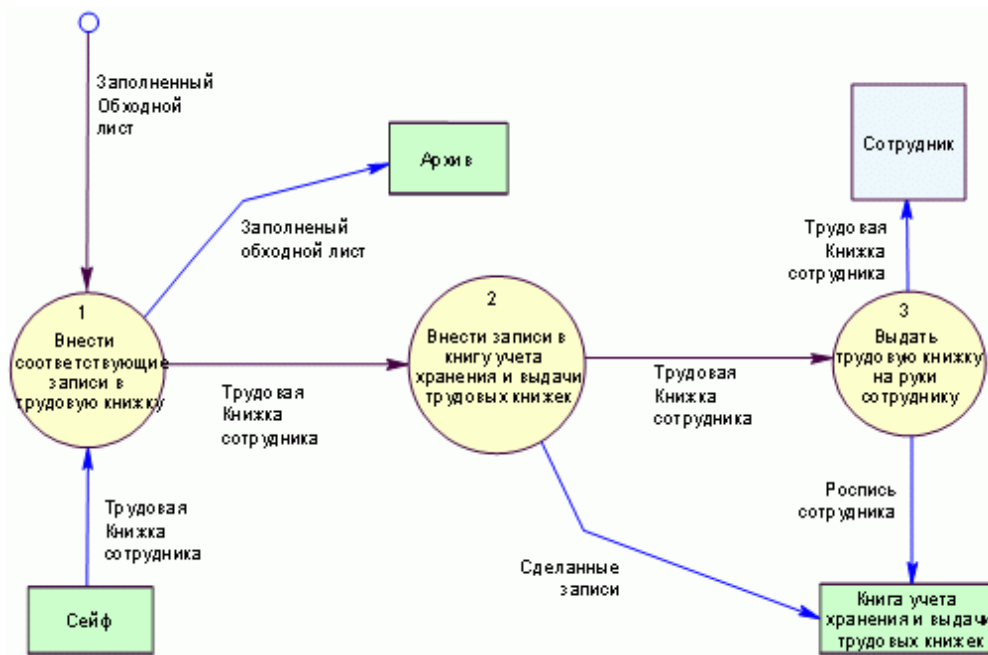 Заполненный
Обходной
лист
Архив
Сотрудник
Заполненый
обходной лист
Трудовая
Книжка
сотрудника
1
Внести
соответствующие
записи в
трудовую книжку
2
Внести записи в
книгу учета
хранения и выдачи
трудовых книжек
3
Выдать
трудовую книжку
на руки
сотруднику
Трудовая
Книжка
сотрудника
Трудовая
Книжка
сотрудника
Трудовая
Книжка
сотрудника
Роспись
сотрудника
Сделанные
записи
Сейф
Книга учета
хранения и выдачи
трудовых книжек